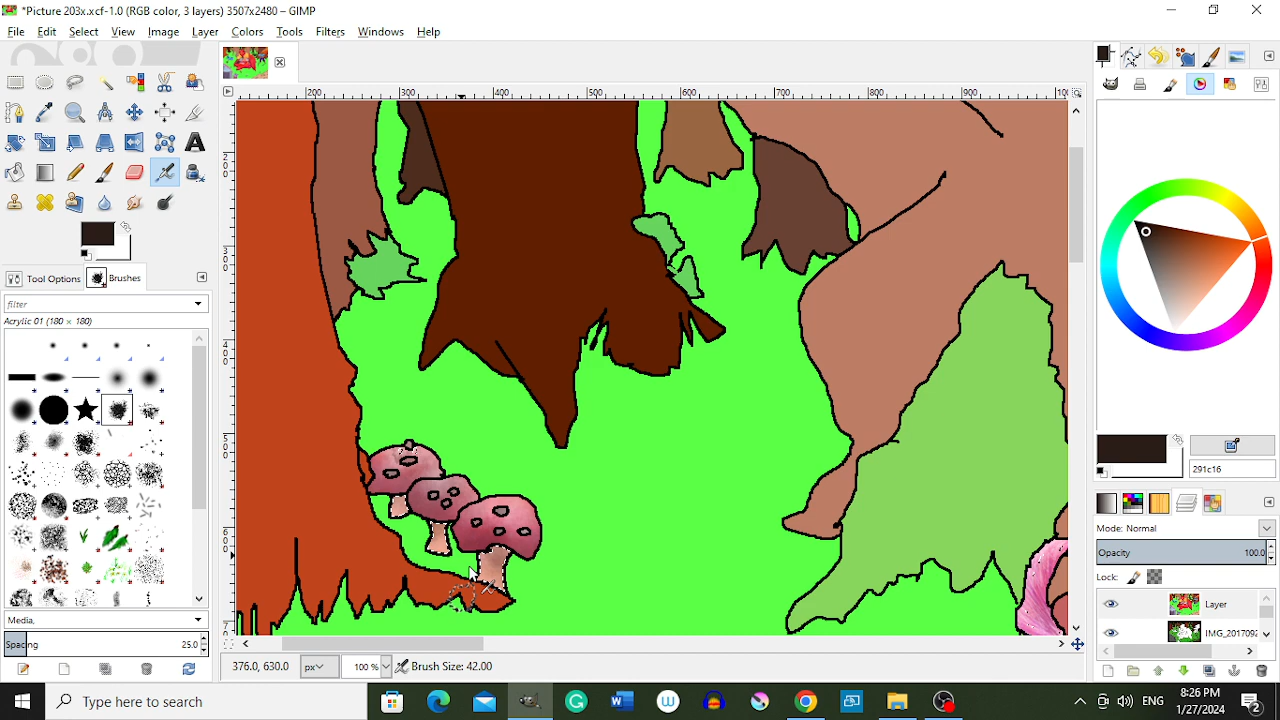 *Picture 203x.xcf-1.0 (RGB color, 3 layers) 3507x2480 – GIMP
File Edit Select View Image Layer Colors Tools Filters Windows Help
200 300 400 500 600 700 800 900
Tool Options Brushes
filter
Acrylic 01 (180 × 180)
Media,
Spacing 25.0
376.0, 630.0 px 100 % Brush Size: 42.00
291c16
Mode: Normal
Opacity 100.0
Lock:
Layer
IMG_201709
Type here to search
ENG
8:26 PM
1/27/2024
2